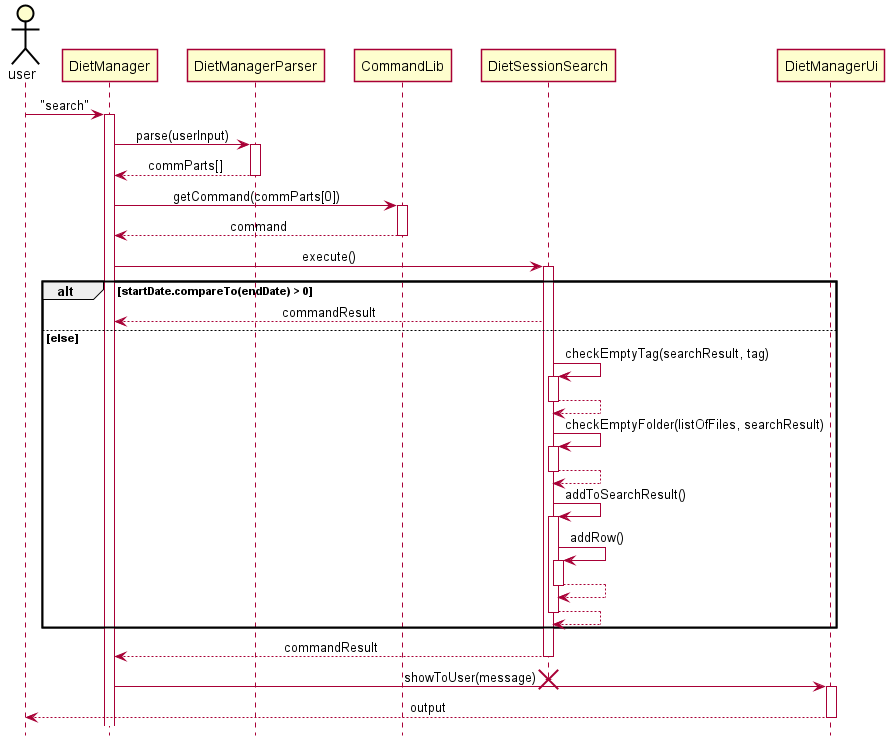 user
DietManager
DietManagerParser
CommandLib
DietSessionSearch
DietManagerUi
"search"
parse(userInput)
commParts[]
getCommand(commParts[0])
command
execute()
alt
[startDate.compareTo(endDate) > 0]
commandResult
[else]
checkEmptyTag(searchResult, tag)
checkEmptyFolder(listOfFiles, searchResult)
addToSearchResult()
addRow()
commandResult
showToUser(message)
output